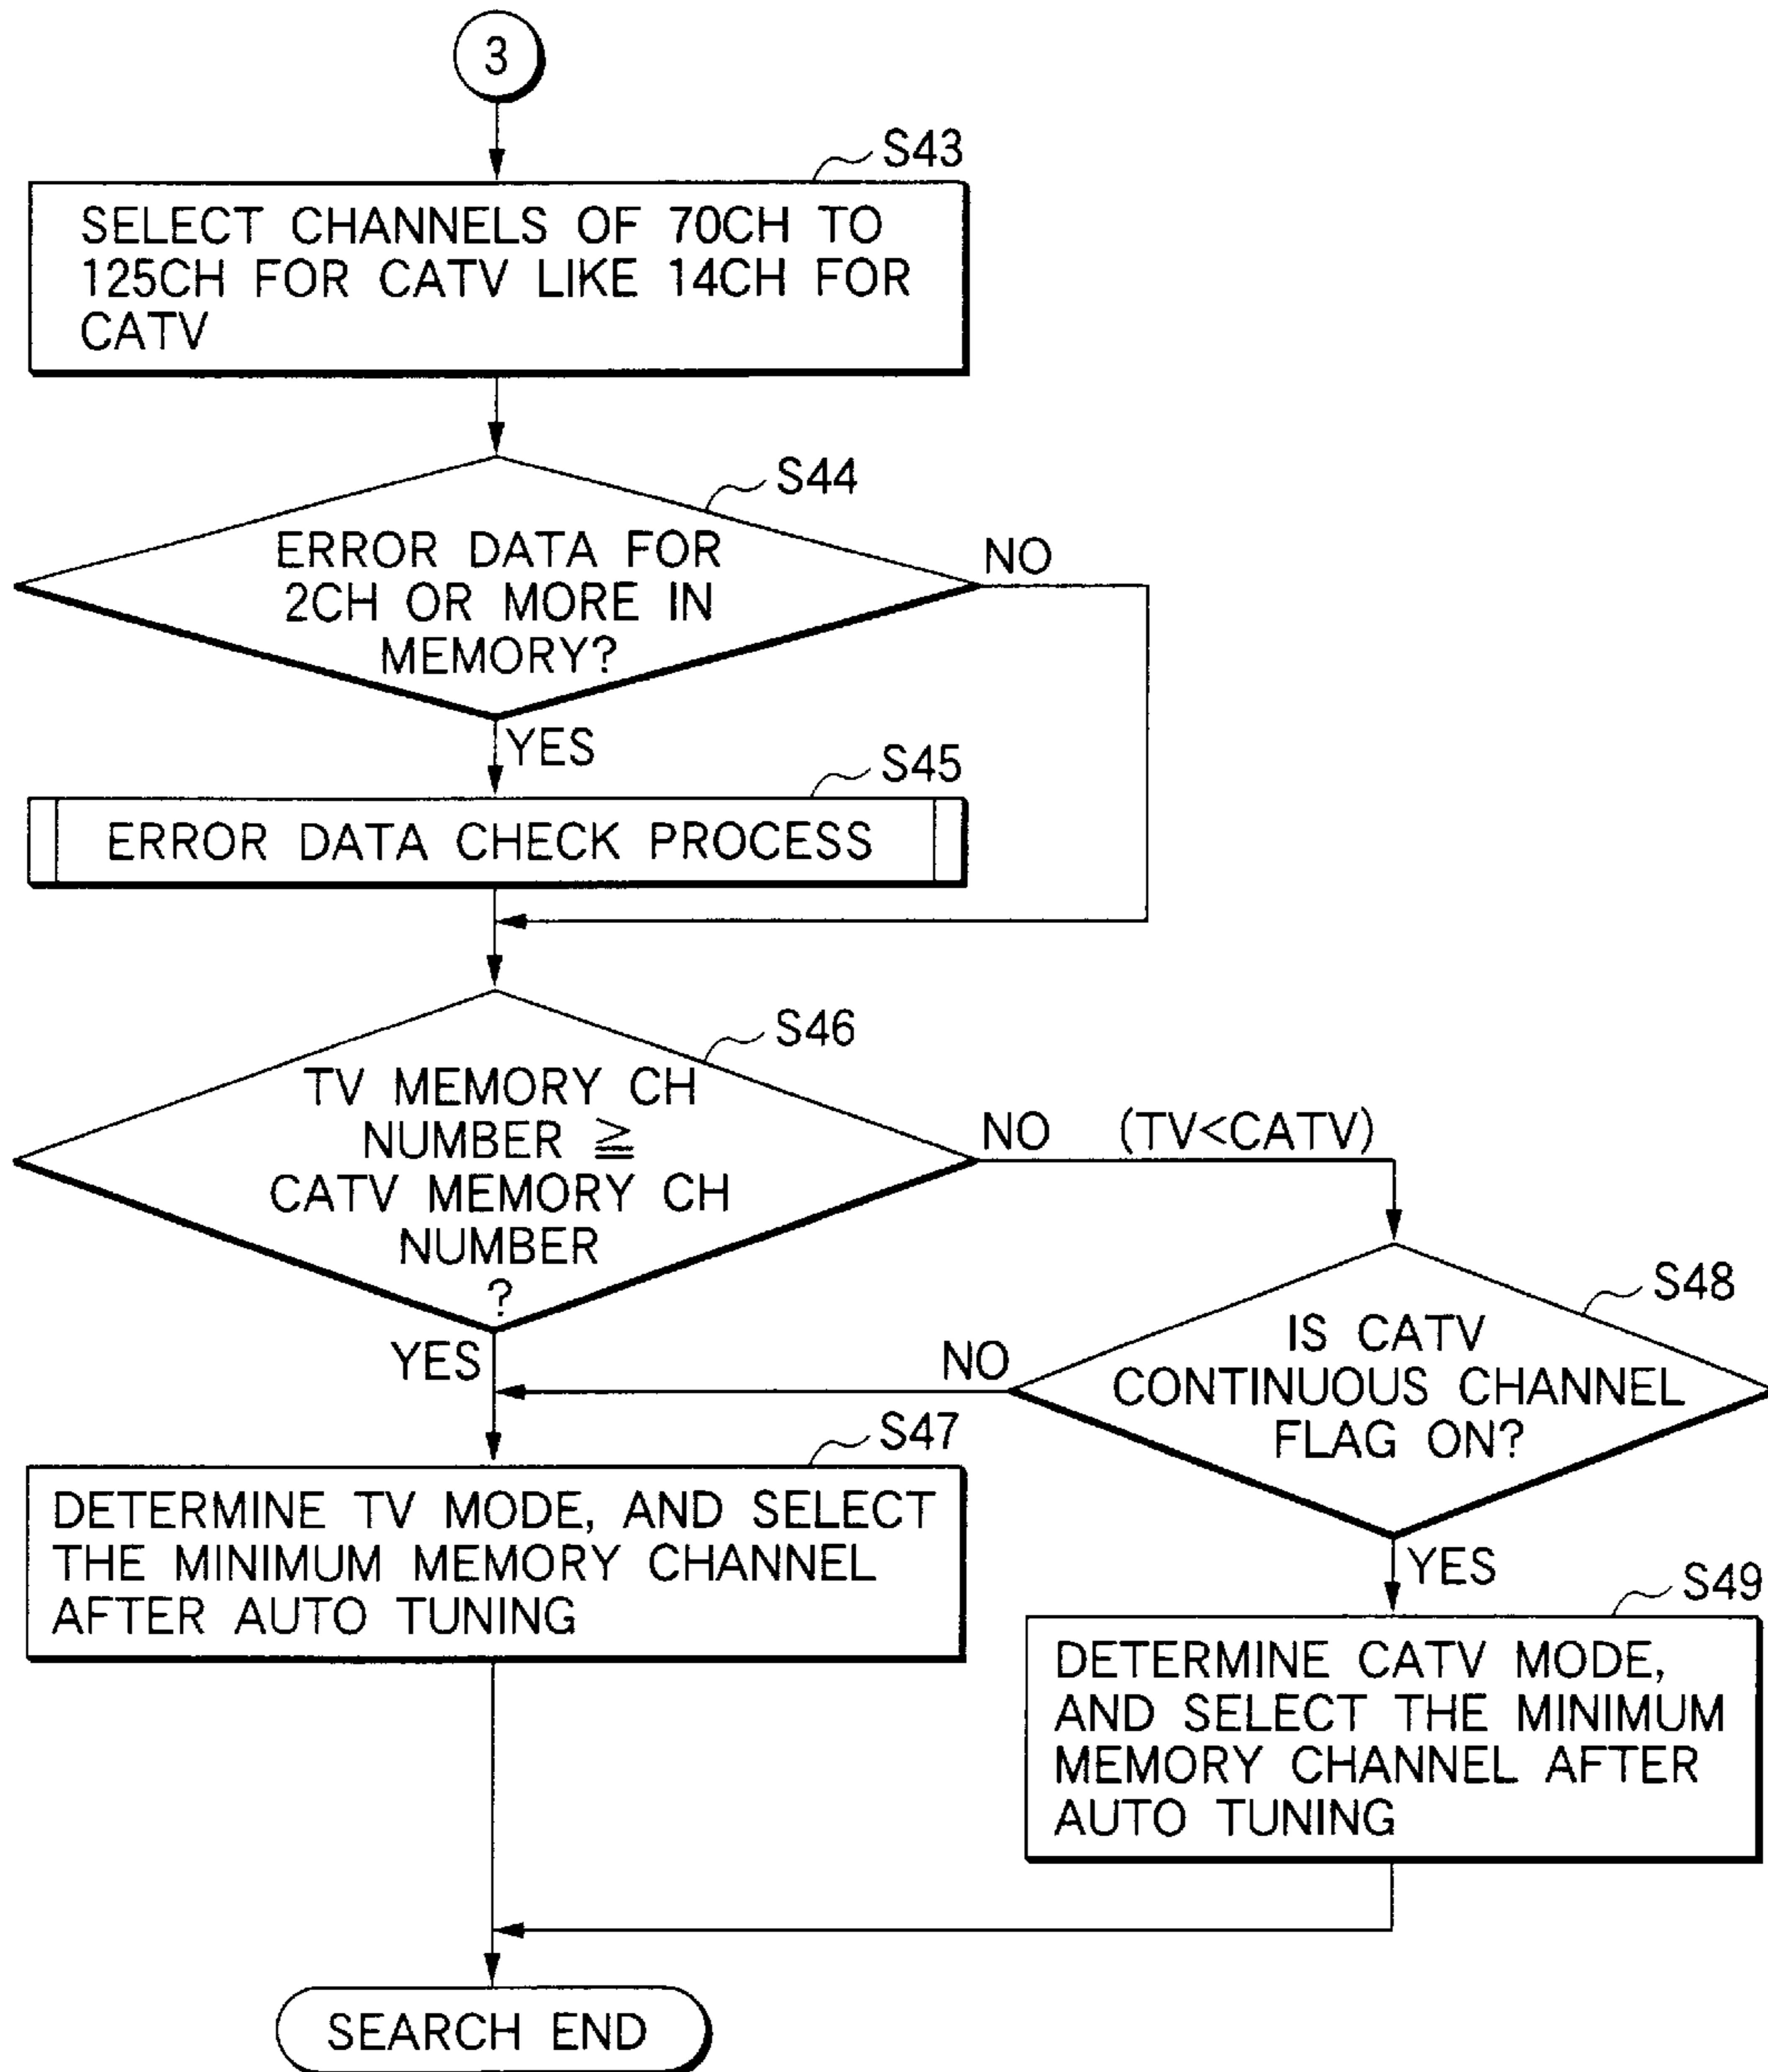 3
S43
SELECT CHANNELS OF 70CH TO
125CH FOR CATV LIKE 14CH FOR
CATV
S44
ERROR DATA FOR
2CH OR MORE IN
MEMORY?
NO
YES
S45
ERROR DATA CHECK PROCESS
S46
TV MEMORY CH
NUMBER ≧
CATV MEMORY CH
NUMBER
?
NO (TV<CATV)
YES
S48
IS CATV
CONTINUOUS CHANNEL
FLAG ON?
NO
YES
S47
DETERMINE TV MODE, AND SELECT
THE MINIMUM MEMORY CHANNEL
AFTER AUTO TUNING
S49
DETERMINE CATV MODE,
AND SELECT THE MINIMUM
MEMORY CHANNEL AFTER
AUTO TUNING
SEARCH END